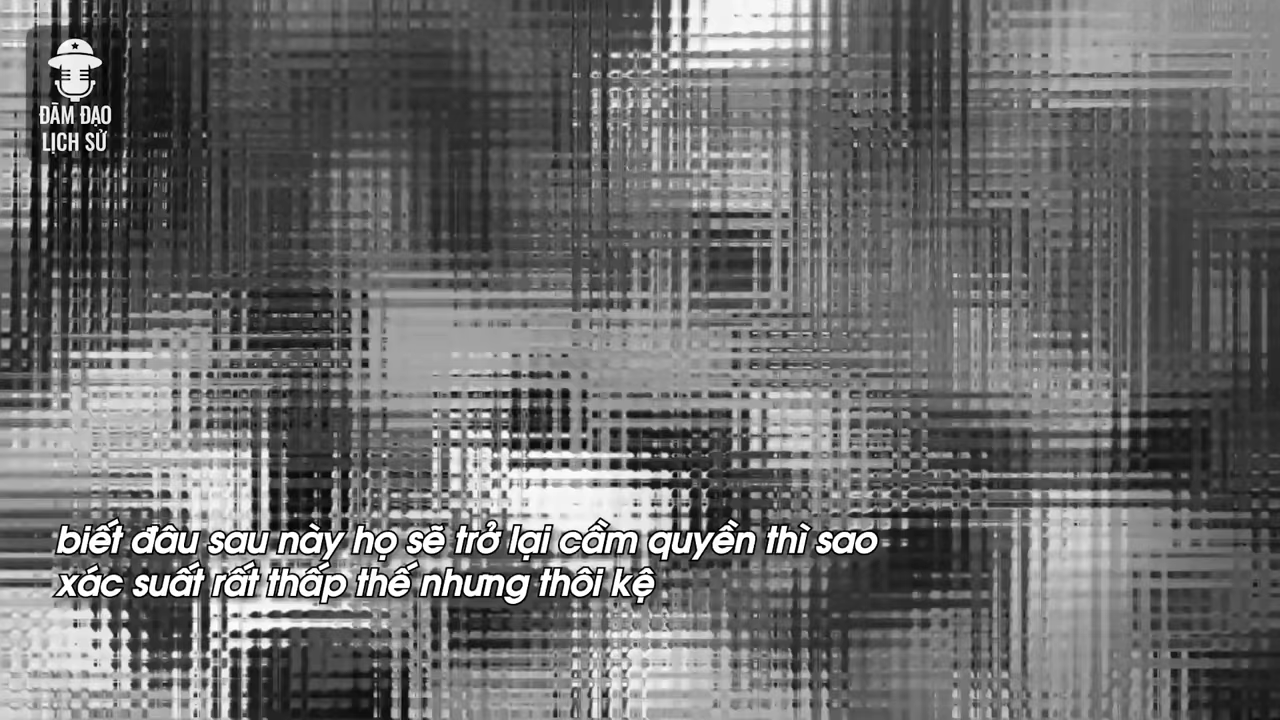 ĐÀM ĐẠO
LỊCH SỬ
biết đâu sau này họ sẽ trở lại cầm quyền thì sao
xác suất rất thấp thế nhưng thôi kệ